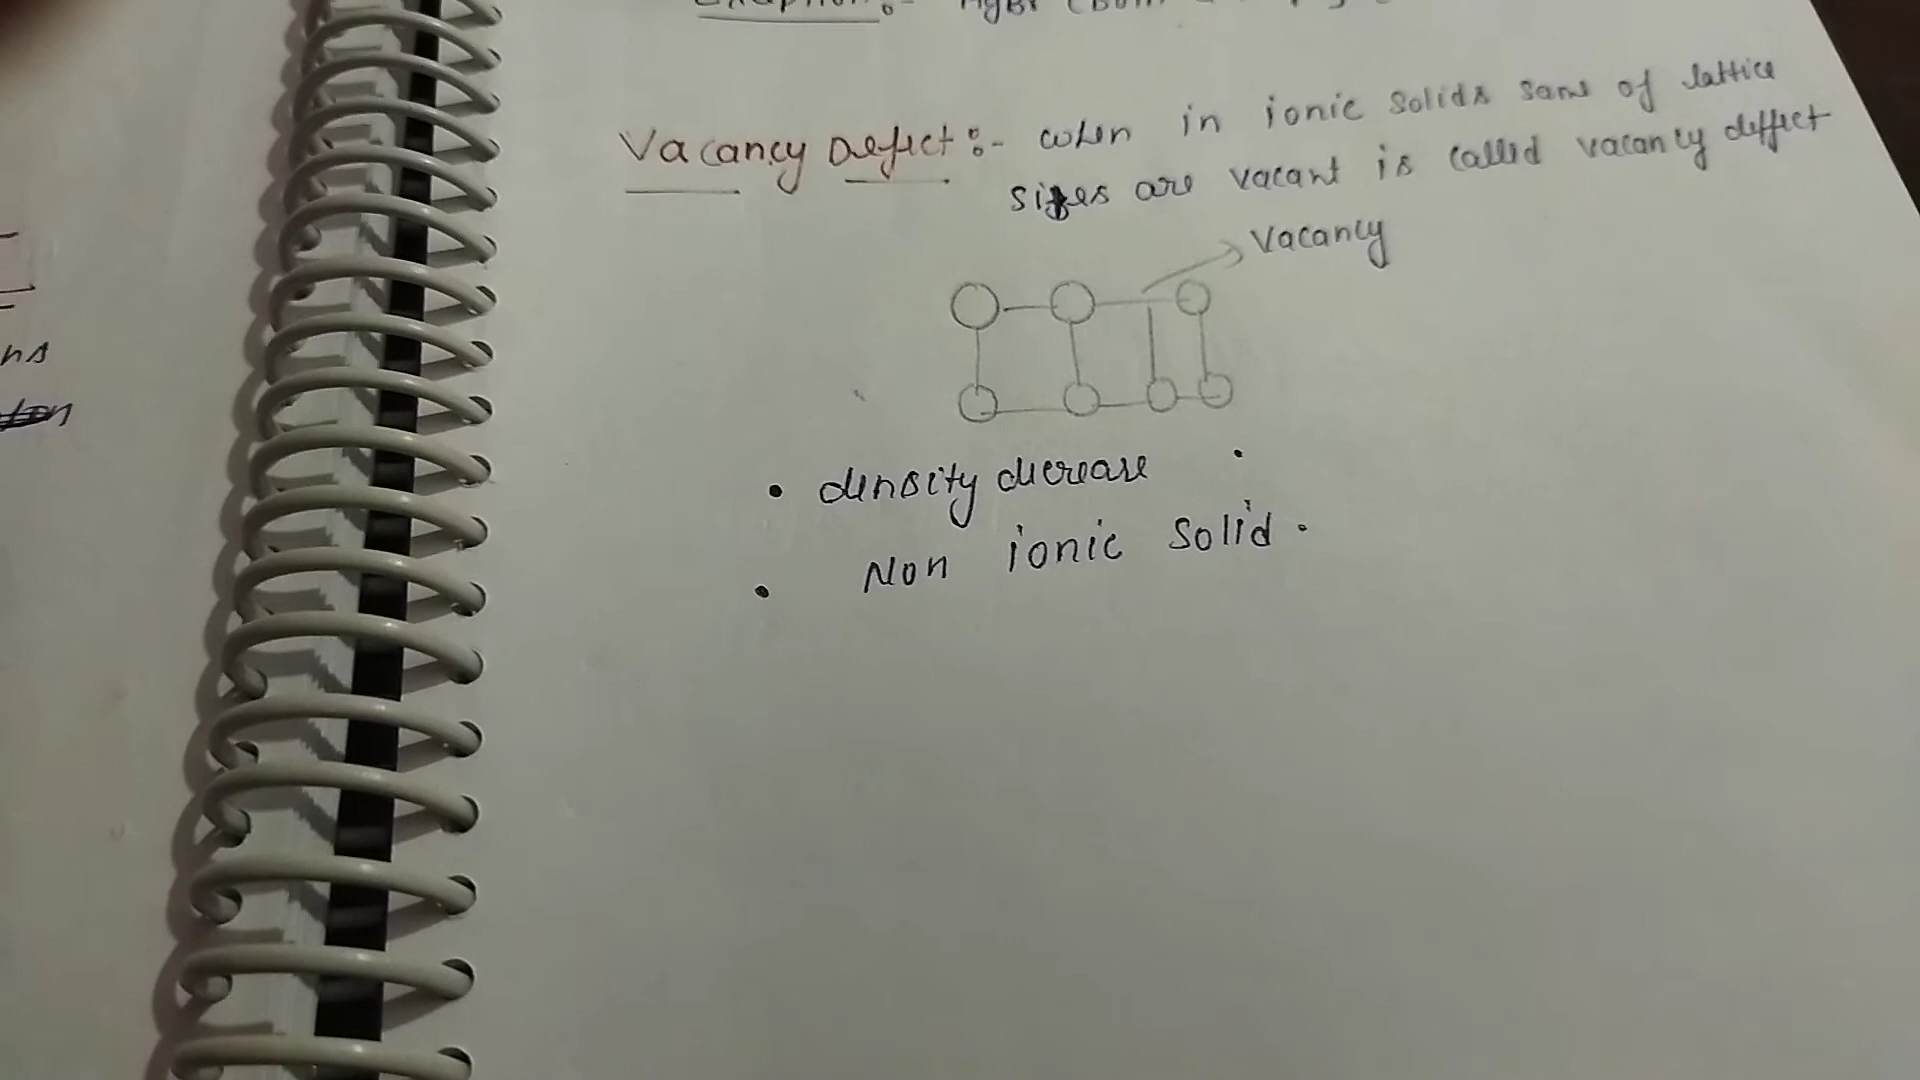 Vacancy Defect :- when in ionic solids some of lattice
sites are vacant is called vacancy deffect
Vacancy
• density decrease
• Non ionic solid.
ns